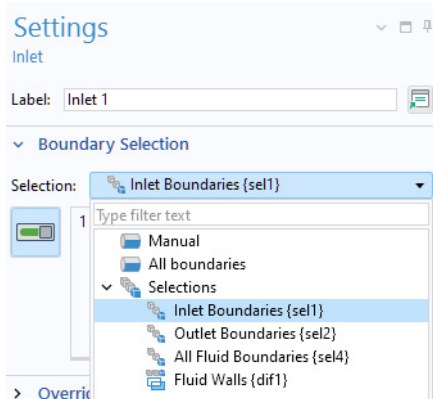 Settings
Inlet
Label: Inlet 1
Boundary Selection
Selection: Inlet Boundaries {sel1}
1
Type filter text
Manual
All boundaries
Selections
Inlet Boundaries {sel1}
Outlet Boundaries {sel2}
All Fluid Boundaries {sel4}
Fluid Walls {dif1}